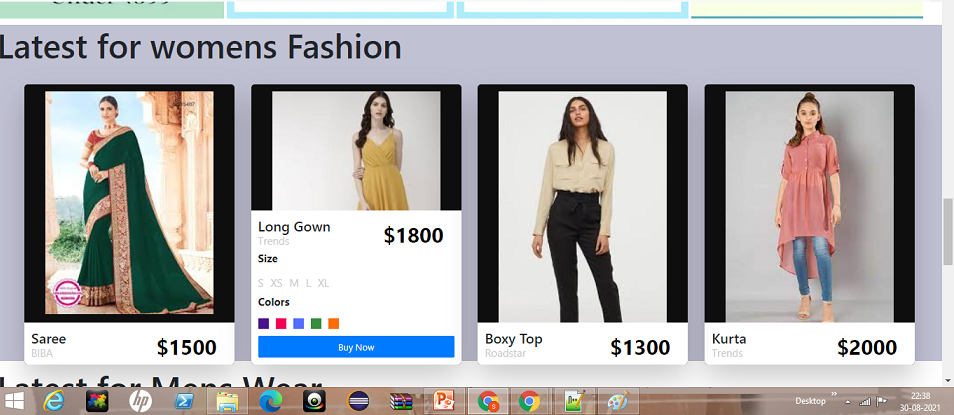 Latest for womens Fashion
Saree
BIBA
$1500
Long Gown
Trends
$1800
Size
S XS M L XL
Colors
Buy Now
Boxy Top
Roadstar
$1300
Kurta
Trends
$2000
Latest for Mens Wear
hp
Desktop
22:38
30-08-2021